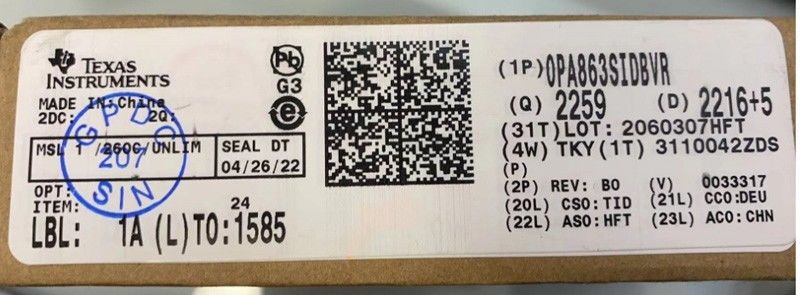 TEXAS
INSTRUMENTS
MADE IN:China
2DC: 2Q:
MSL 1 /260C/UNLIM
SEAL DT
04/26/22
OPT:
ITEM: 24
LBL: 1A (L)TO:1585
Pb
G3
e
GPDC
207
SIN
(1P)OPA863SIDBVR
(Q) 2259 (D) 2216+5
(31T)LOT: 2060307HFT
(4W) TKY(1T) 3110042ZDS
(P)
(2P) REV: B0 (V) 0033317
(20L) CSO:TID (21L) CCO:DEU
(22L) ASO:HFT (23L) ACO:CHN